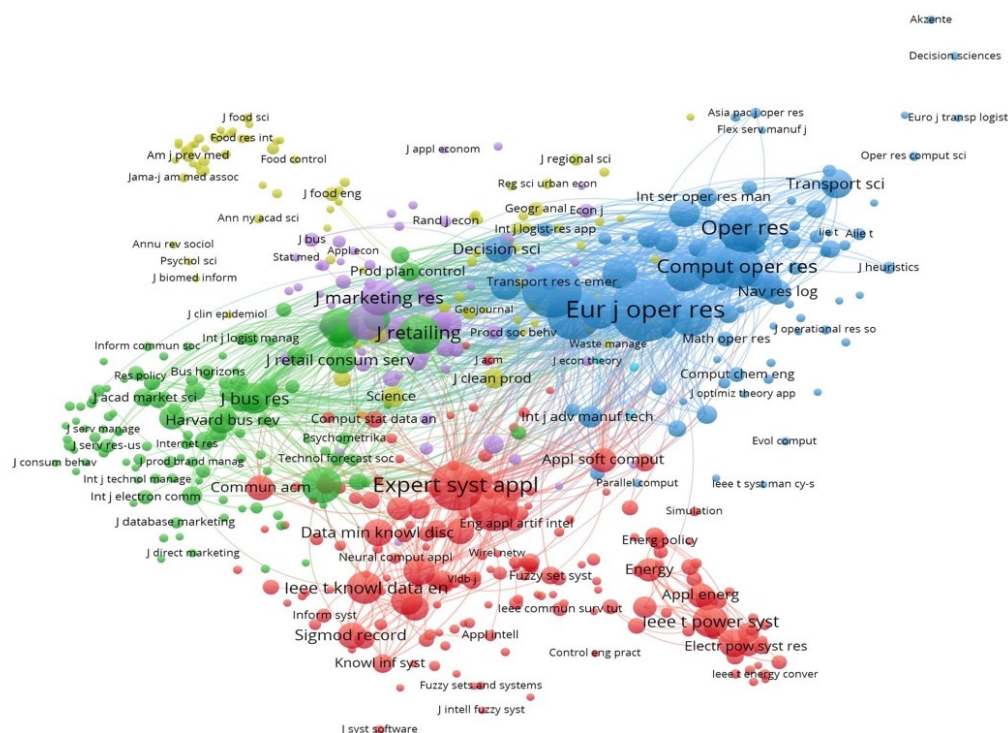 Akzente
Decision sciences
J food sci
Asia pac j oper res
Euro j transp logist
Food res int
Flex serv manuf j
Am j prev med
Food control
J appl econom
J regional sci
Oper res comput sci
Jama-j am med assoc
Reg sci urban econ
Transport sci
J food eng
Int ser oper res man
Ann ny acad sci
Geogr anal
Econ j
Rand j econ
Int j logist-res app
Oper res
iie t
Aiie t
Annu rev sociol
J bus
Appl econ
Decision sci
Psychol sci
Stat med
Prod plan control
Comput oper res
J heuristics
J biomed inform
Transport res c-emer
Nav res log
J marketing res
Geojournal
Eur j oper res
J clin epidemiol
J retailing
Procd soc behv
J operational res so
Int j logist manag
Math oper res
Inform commun soc
Waste manage
J retail consum serv
J acm
J econ theory
Res policy
Bus horizons
J clean prod
Comput chem eng
J acad market sci
J bus res
Science
J optimiz theory app
Harvard bus rev
Comput stat data an
Int j adv manuf tech
J serv manage
Psychometrika
J serv res-us
Internet res
Evol comput
J consum behav
J prod brand manag
Technol forecast soc
Appl soft comput
Int j technol manage
Commun acm
Expert syst appl
Parallel comput
Ieee t syst man cy-s
Int j electron comm
J database marketing
Data min knowl disc
Eng appl artif intel
Simulation
Energ policy
J direct marketing
Neural comput appl
Wirel netw
Vldb j
Fuzzy set syst
Energy
Ieee t knowl data en
Appl energ
Inform syst
Ieee commun surv tut
Ieee t power syst
Sigmod record
Appl intell
Electr pow syst res
Knowl inf syst
Control eng pract
Ieee t energy conver
Fuzzy sets and systems
J intell fuzzy syst
J syst software